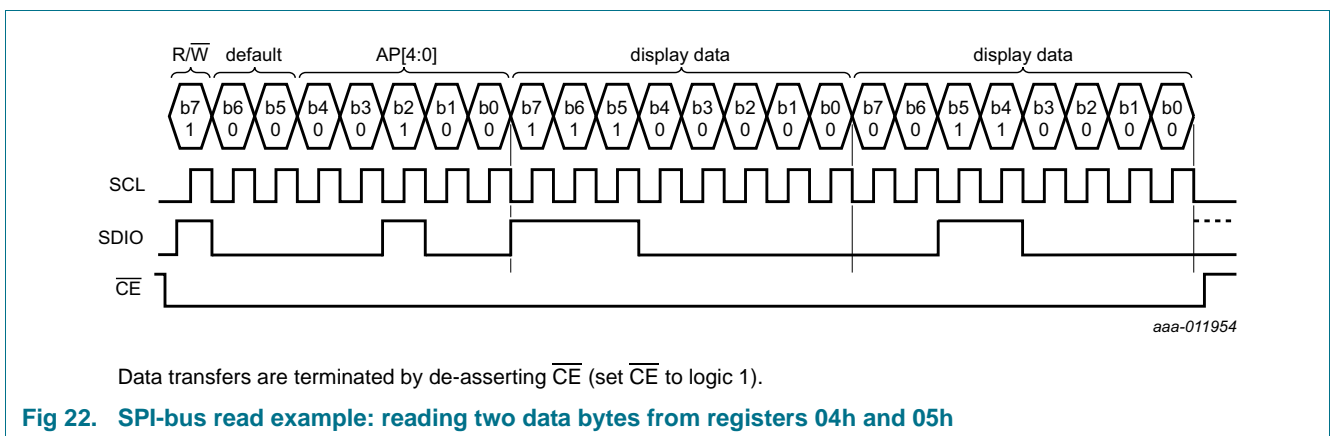 R/W default AP[4:0] display data display data
b7 b6 b5 b4 b3 b2 b1 b0 b7 b6 b5 b4 b3 b2 b1 b0 b7 b6 b5 b4 b3 b2 b1 b0
1 0 0 0 0 1 0 0 1 1 1 0 0 0 0 0 0 0 1 1 0 0 0 0
SCL
SDIO
CE
aaa-011954
Data transfers are terminated by de-asserting CE (set CE to logic 1).
Fig 22. SPI-bus read example: reading two data bytes from registers 04h and 05h